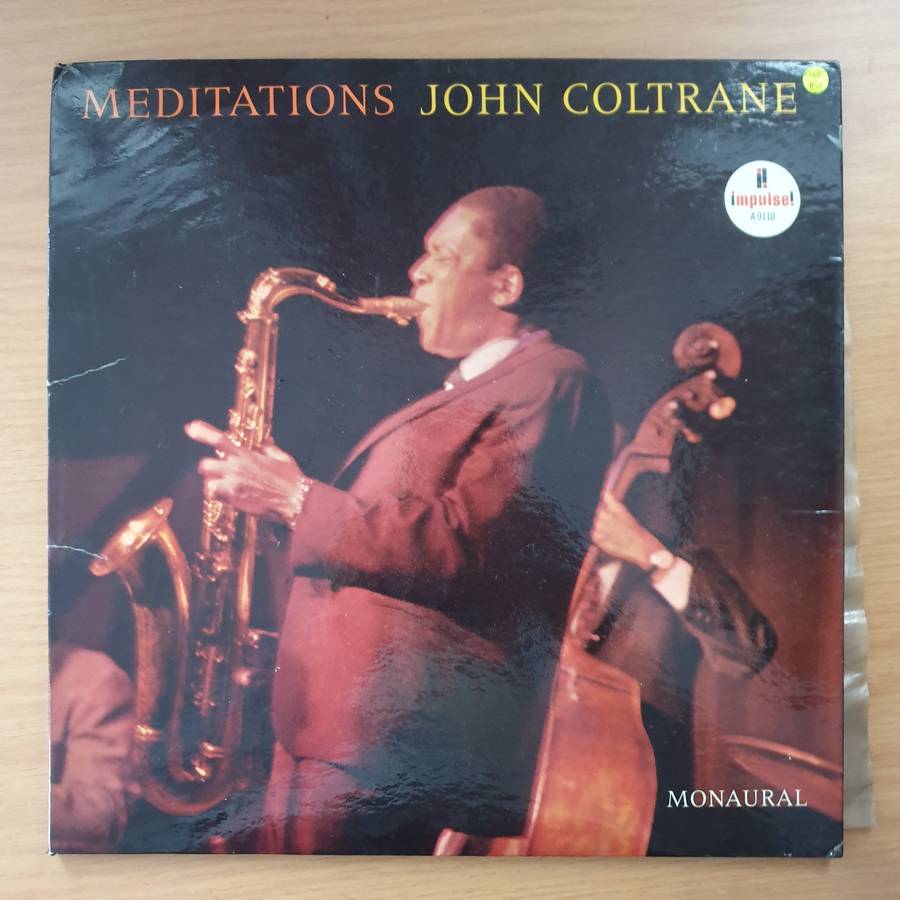 MEDITATIONS JOHN COLTRANE
impulse!
A-9110
MONAURAL